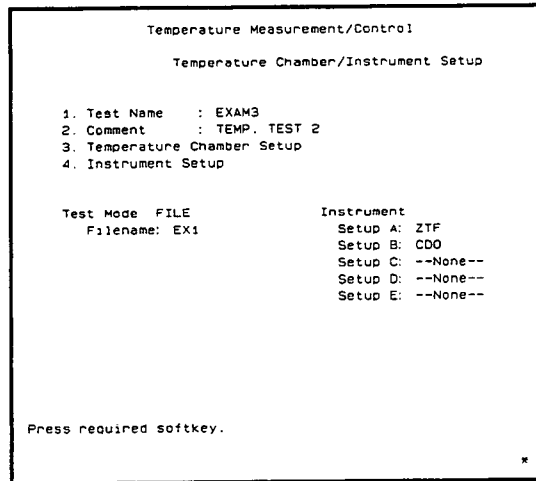 Temperature Measurement/Control
Temperature Chamber/Instrument Setup
1. Test Name : EXAM3
2. Comment : TEMP. TEST 2
3. Temperature Chamber Setup
4. Instrument Setup
Test Mode FILE Instrument
Filename: EX1 Setup A: ZTF
Setup B: CDO
Setup C: --None--
Setup D: --None--
Setup E: --None--
Press required softkey.
*